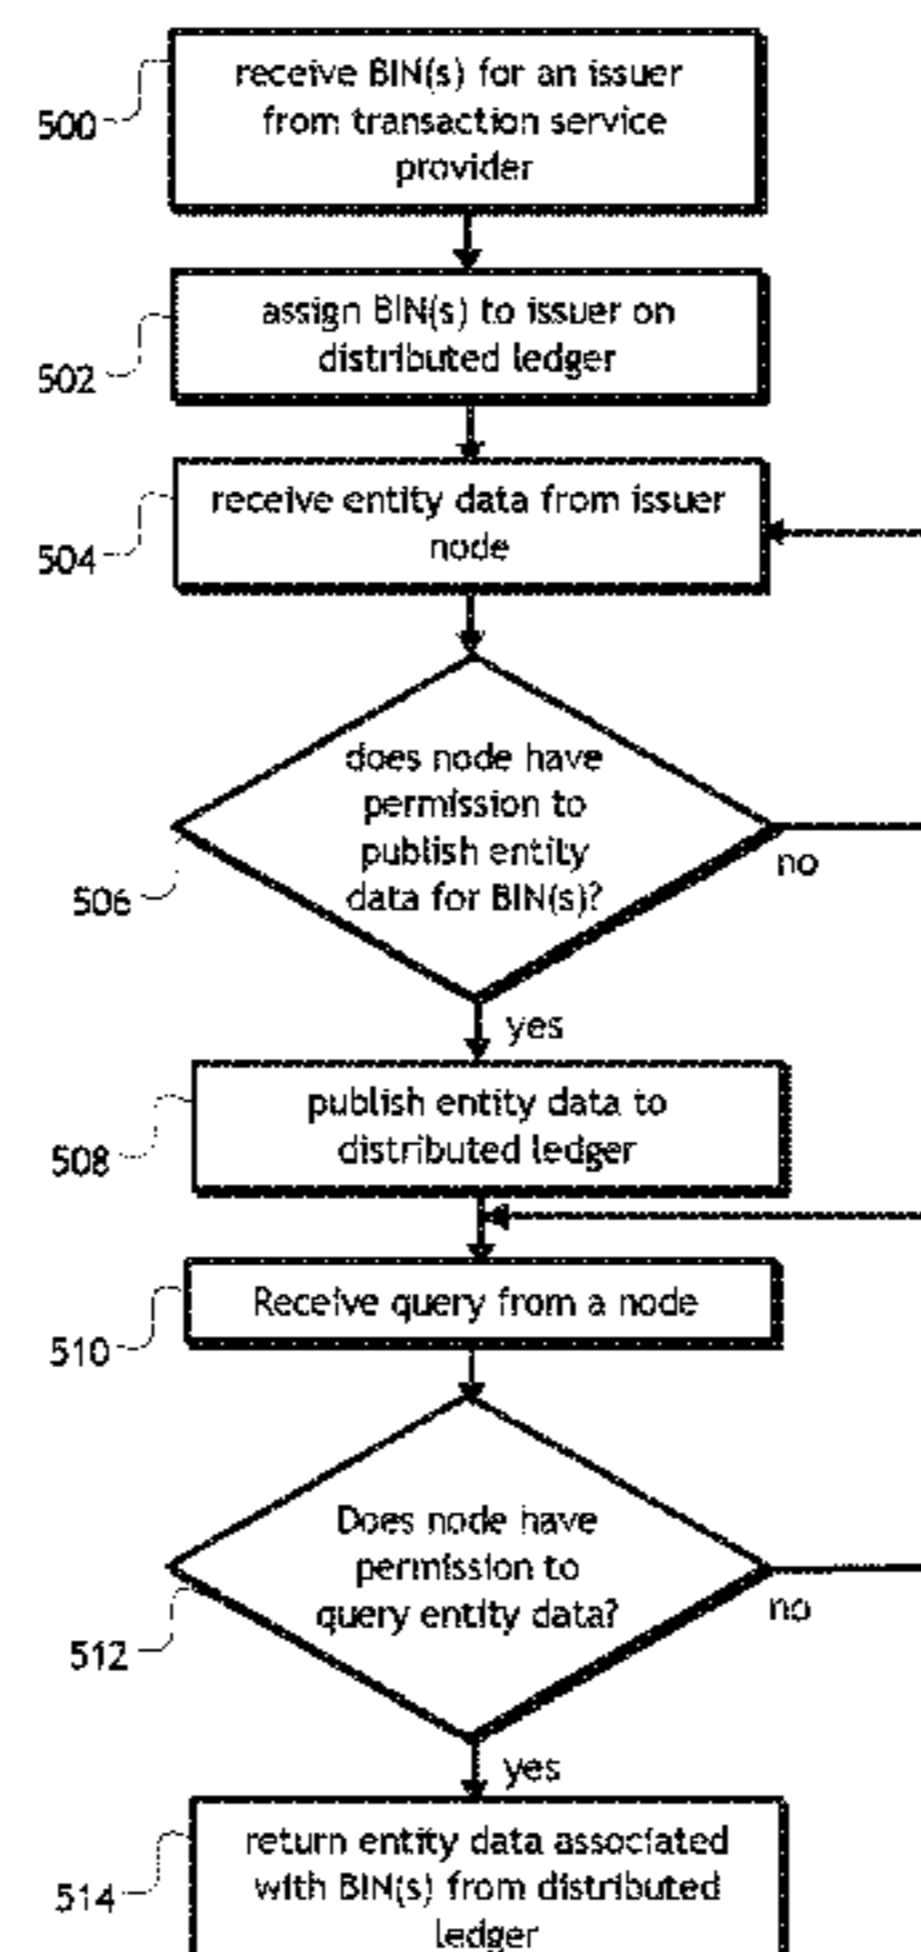 receive BIN(s) for an issuer
from transaction service
provider
500
assign BIN(s) to issuer on
distributed ledger
502
receive entity data from issuer
node
504
does node have
permission to
publish entity
data for BIN(s)?
no
506
yes
publish entity data to
distributed ledger
508
Receive query from a node
510
Does node have
permission to
query entity data?
no
512
yes
return entity data associated
with BIN(s) from distributed
ledger
514